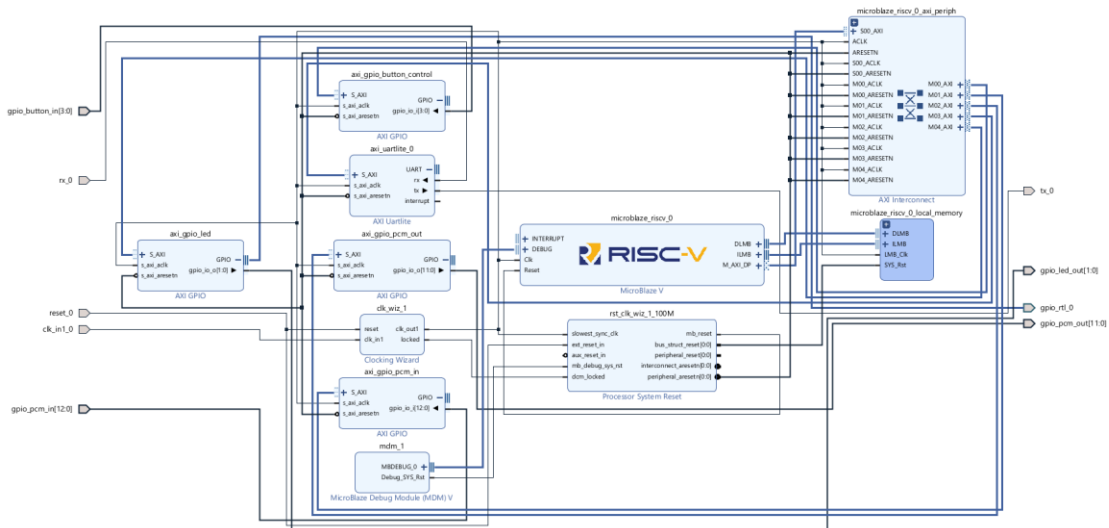 gpio_button_in[3:0]
rx_0
reset_0
clk_in1_0
gpio_pcm_in[12:0]
axi_gpio_led
S_AXI
s_axi_aclk
s_axi_aresetn
GPIO
gpio_io_o[1:0]
AXI GPIO
axi_gpio_button_control
S_AXI
s_axi_aclk
s_axi_aresetn
GPIO
gpio_io_i[3:0]
AXI GPIO
axi_uartlite_0
S_AXI
s_axi_aclk
s_axi_aresetn
UART
rx
tx
interrupt
AXI Uartlite
axi_gpio_pcm_out
S_AXI
s_axi_aclk
s_axi_aresetn
GPIO
gpio_io_o[11:0]
AXI GPIO
clk_wiz_1
reset
clk_in1
clk_out1
locked
Clocking Wizard
axi_gpio_pcm_in
S_AXI
s_axi_aclk
s_axi_aresetn
GPIO
gpio_io_i[12:0]
AXI GPIO
mdm_1
MBDEBUG_0
Debug_SYS_Rst
MicroBlaze Debug Module (MDM) V
microblaze_riscv_0
INTERRUPT
DEBUG
Clk
Reset
RISC-V
DLMB
ILMB
M_AXI_DP
MicroBlaze V
rst_clk_wiz_1_100M
slowest_sync_clk
ext_reset_in
aux_reset_in
mb_debug_sys_rst
dcm_locked
mb_reset
bus_struct_reset[0:0]
peripheral_reset[0:0]
interconnect_aresetn[0:0]
peripheral_aresetn[0:0]
Processor System Reset
microblaze_riscv_0_axi_periph
S00_AXI
ACLK
ARESETN
S00_ACLK
S00_ARESETN
M00_ACLK
M00_ARESETN
M01_ACLK
M01_ARESETN
M02_ACLK
M02_ARESETN
M03_ACLK
M03_ARESETN
M04_ACLK
M04_ARESETN
M00_AXI
M01_AXI
M02_AXI
M03_AXI
M04_AXI
AXI Interconnect
microblaze_riscv_0_local_memory
DLMB
ILMB
LMB_Clk
SYS_Rst
tx_0
gpio_led_out[1:0]
gpio_rtl_0
gpio_pcm_out[11:0]